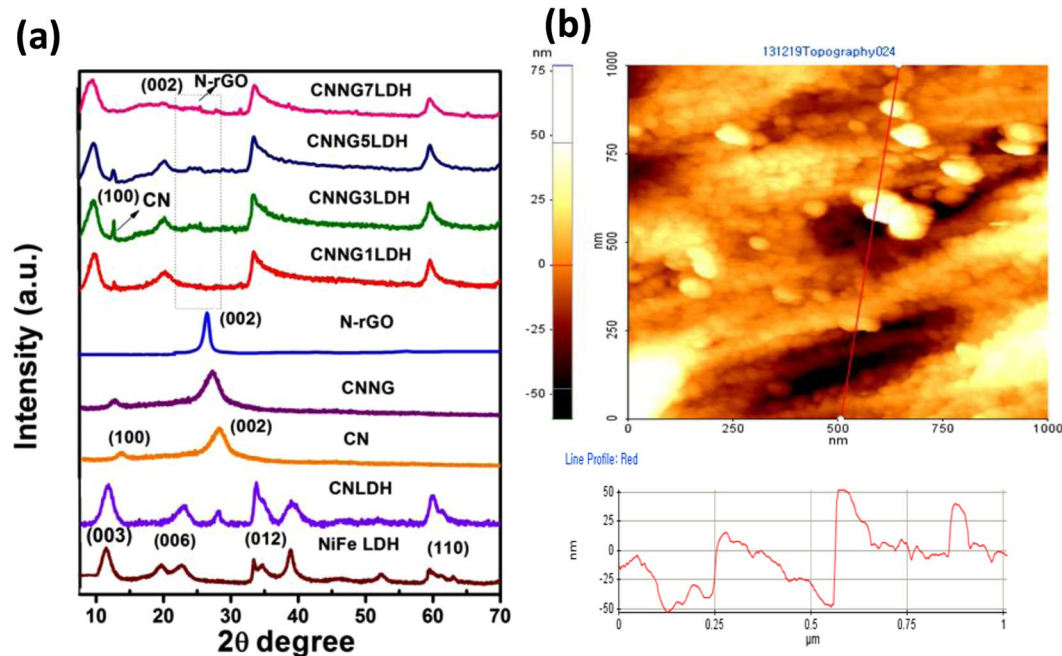 (a)
(002)
N-rGO
CNNG7LDH
CNNG5LDH
(100)
CN
CNNG3LDH
CNNG1LDH
N-rGO
(002)
CNNG
CN
(002)
(100)
CNLDH
(003)
(006)
NiFe LDH
(012)
(110)
Intensity (a.u.)
10 20 30 40 50 60 70
2θ degree
(b)
131219Topography024
nm
75
50
25
0
-25
-50
1000
750
500
250
0
nm
0 250 500 750 1000
nm
Line Profile: Red
50
25
0
-25
-50
nm
0 0.25 0.5 0.75 1
µm